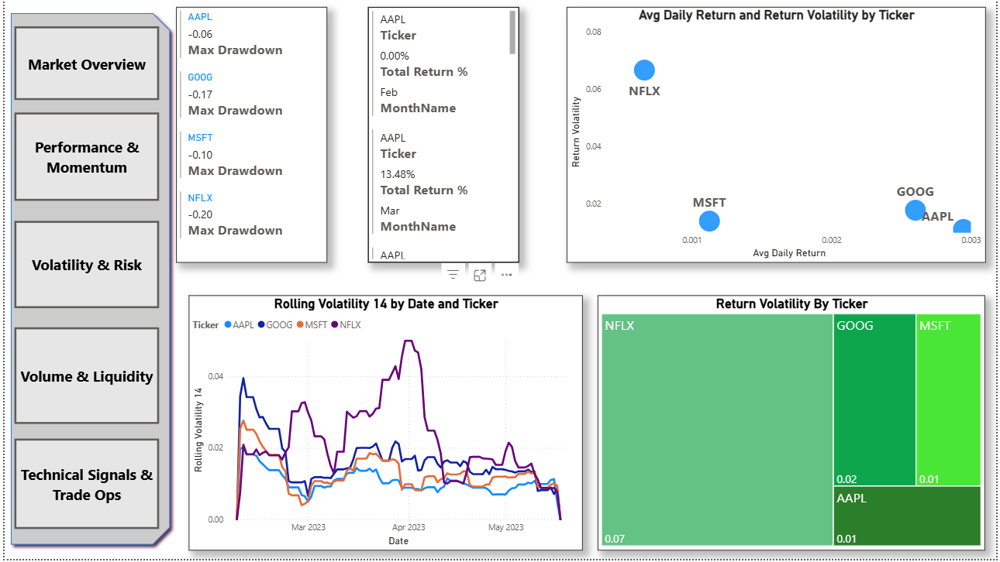 Market Overview
Performance &
Momentum
Volatility & Risk
Volume & Liquidity
Technical Signals &
Trade Ops
AAPL
-0.06
Max Drawdown
GOOG
-0.17
Max Drawdown
MSFT
-0.10
Max Drawdown
NFLX
-0.20
Max Drawdown
AAPL
Ticker
0.00%
Total Return %
Feb
MonthName
AAPL
Ticker
13.48%
Total Return %
Mar
MonthName
AAPL
Avg Daily Return and Return Volatility by Ticker
Return Volatility
0.08
0.06
0.04
0.02
NFLX
MSFT
GOOG
AAPL
0.001
0.002
0.003
Avg Daily Return
Rolling Volatility 14 by Date and Ticker
Ticker AAPL GOOG MSFT NFLX
Rolling Volatility 14
0.04
0.02
0.00
Mar 2023
Apr 2023
May 2023
Date
Return Volatility By Ticker
NFLX
0.07
GOOG
0.02
MSFT
0.01
AAPL
0.01